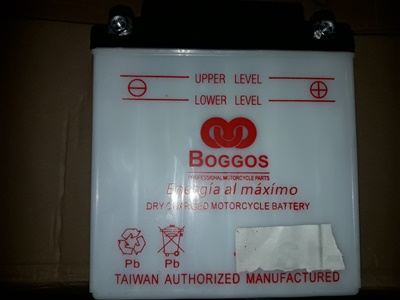 UPPER LEVEL
LOWER LEVEL
BOGGOS
PROFESSIONAL MOTORCYCLE PARTS
Energía al máximo
DRY CHARGED MOTORCYCLE BATTERY
Pb Pb
TAIWAN AUTHORIZED MANUFACTURED